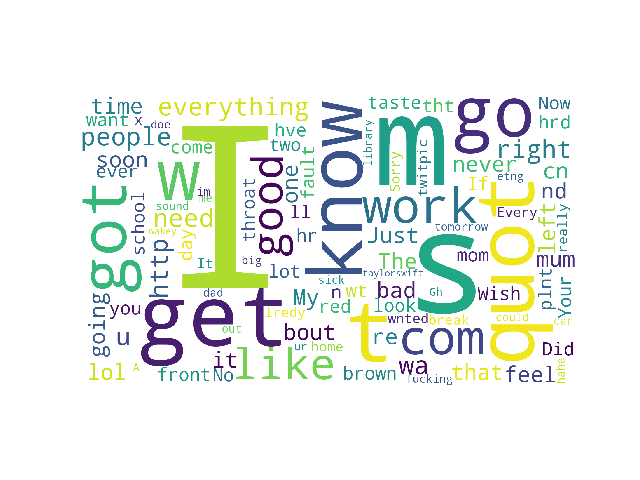 time
everything
want
x
doe
people
come
soon
ever
im
me
W
I
hve
two
know
library
taste
tht
m
Sorry
twitpic
go
Now
hrd
right
never
If
etng
cn
nd
got
school
sound
need
day
wakey
http
It
throat
good
one
fault
ll
hr
big
lot
work
Just
The
S
tomorrow
mom
quot
Every
left
really
mum
plnt
Your
going
you
u
dad
get
My
n
red
sick
wt
bad
look
taylorswift
Gh
Wish
lredy
out
bout
t
wnted
break
re
com
could
Did
lol
A
front
No
it
like
ur
home
brown
wa
fucking
that
feel
haha